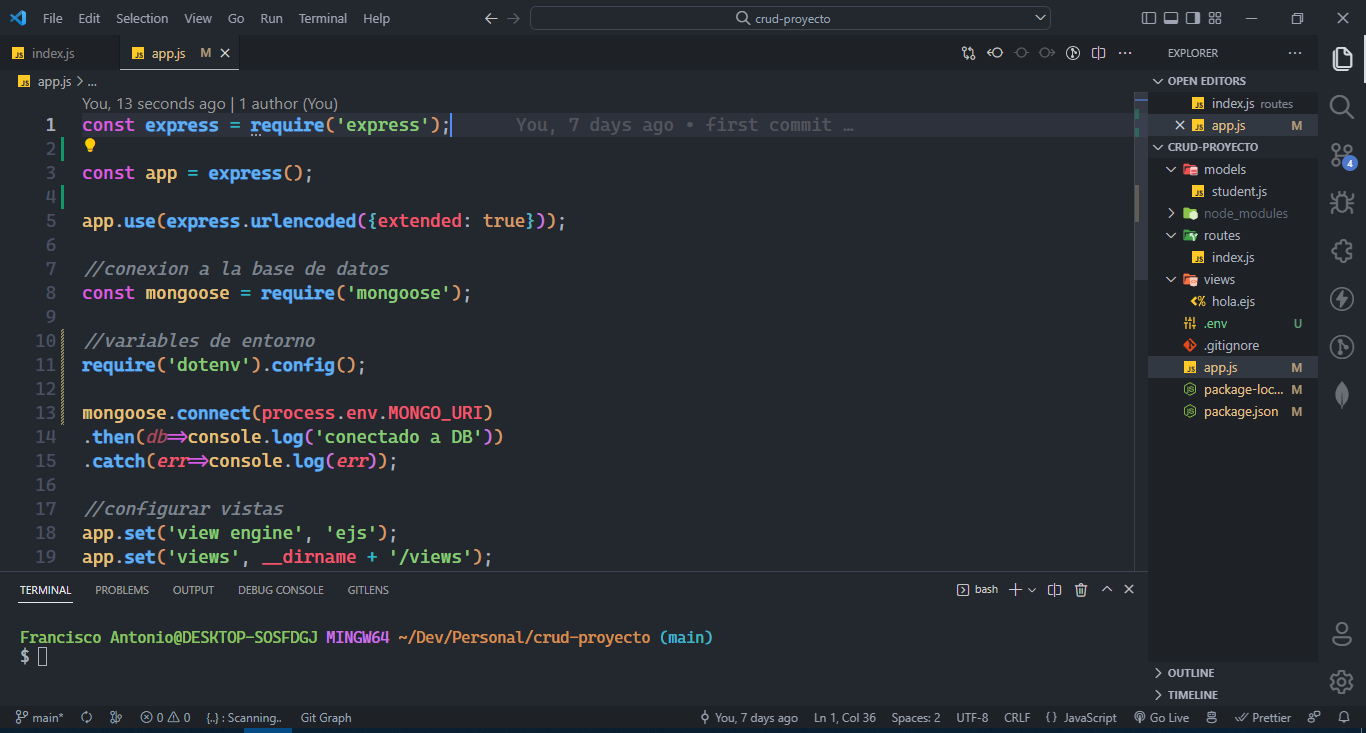 File Edit Selection View Go Run Terminal Help
crud-proyecto
JS index.js
JS app.js M
EXPLORER
JS app.js > ...
OPEN EDITORS
JS index.js routes
JS app.js M
CRUD-PROYECTO
models
JS student.js
node_modules
routes
JS index.js
views
<% hola.ejs
.env U
.gitignore
JS app.js M
package-loc... M
package.json M
OUTLINE
TIMELINE
4
You, 13 seconds ago | 1 author (You)
1 const express = require('express'); You, 7 days ago • first commit …
2
3 const app = express();
4
5 app.use(express.urlencoded({extended: true}));
6
7 //conexion a la base de datos
8 const mongoose = require('mongoose');
9
10 //variables de entorno
11 require('dotenv').config();
12
13 mongoose.connect(process.env.MONGO_URI)
14 .then(db=>console.log('conectado a DB'))
15 .catch(err=>console.log(err));
16
17 //configurar vistas
18 app.set('view engine', 'ejs');
19 app.set('views', __dirname + '/views');
TERMINAL PROBLEMS OUTPUT DEBUG CONSOLE GITLENS
bash
Francisco Antonio@DESKTOP-SOSFDGJ MINGW64 ~/Dev/Personal/crud-proyecto (main)
$
main* 0 0 {..} : Scanning.. Git Graph
You, 7 days ago Ln 1, Col 36 Spaces: 2 UTF-8 CRLF {} JavaScript Go Live Prettier